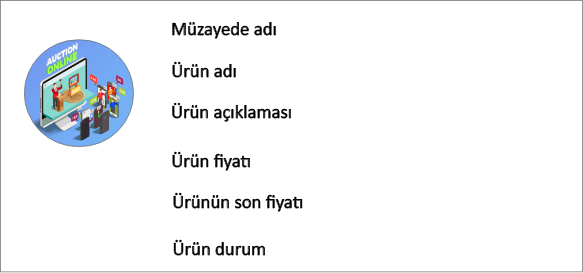 AUCTION
ONLINE
Müzayede adı
Ürün adı
Ürün açıklaması
Ürün fiyatı
Ürünün son fiyatı
Ürün durum